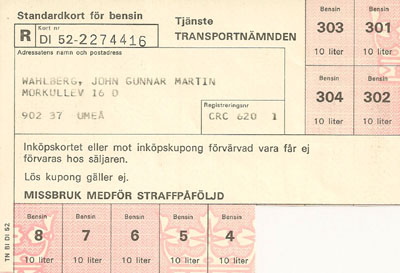 Standardkort för bensin
Tjänste
TRANSPORTNÄMNDEN
R
Kort nr
DI 52-2274416
Adressatens namn och postadress
WAHLBERG, JOHN GUNNAR MARTIN
MORKULLEV 16 D
902 37 UMEÅ
Registreringsnr
CRC 620 1
Bensin
303
10 liter
Bensin
301
10 liter
Bensin
304
10 liter
Bensin
302
10 liter
Inköpskortet eller mot inköpskupong förvärvad vara får ej
förvaras hos säljaren.
Lös kupong gäller ej.
MISSBRUK MEDFÖR STRAFFPÅFÖLJD
TN 61 DI 52
Bensin
8
10 liter
Bensin
7
10 liter
Bensin
6
10 liter
Bensin
5
10 liter
Bensin
4
10 liter